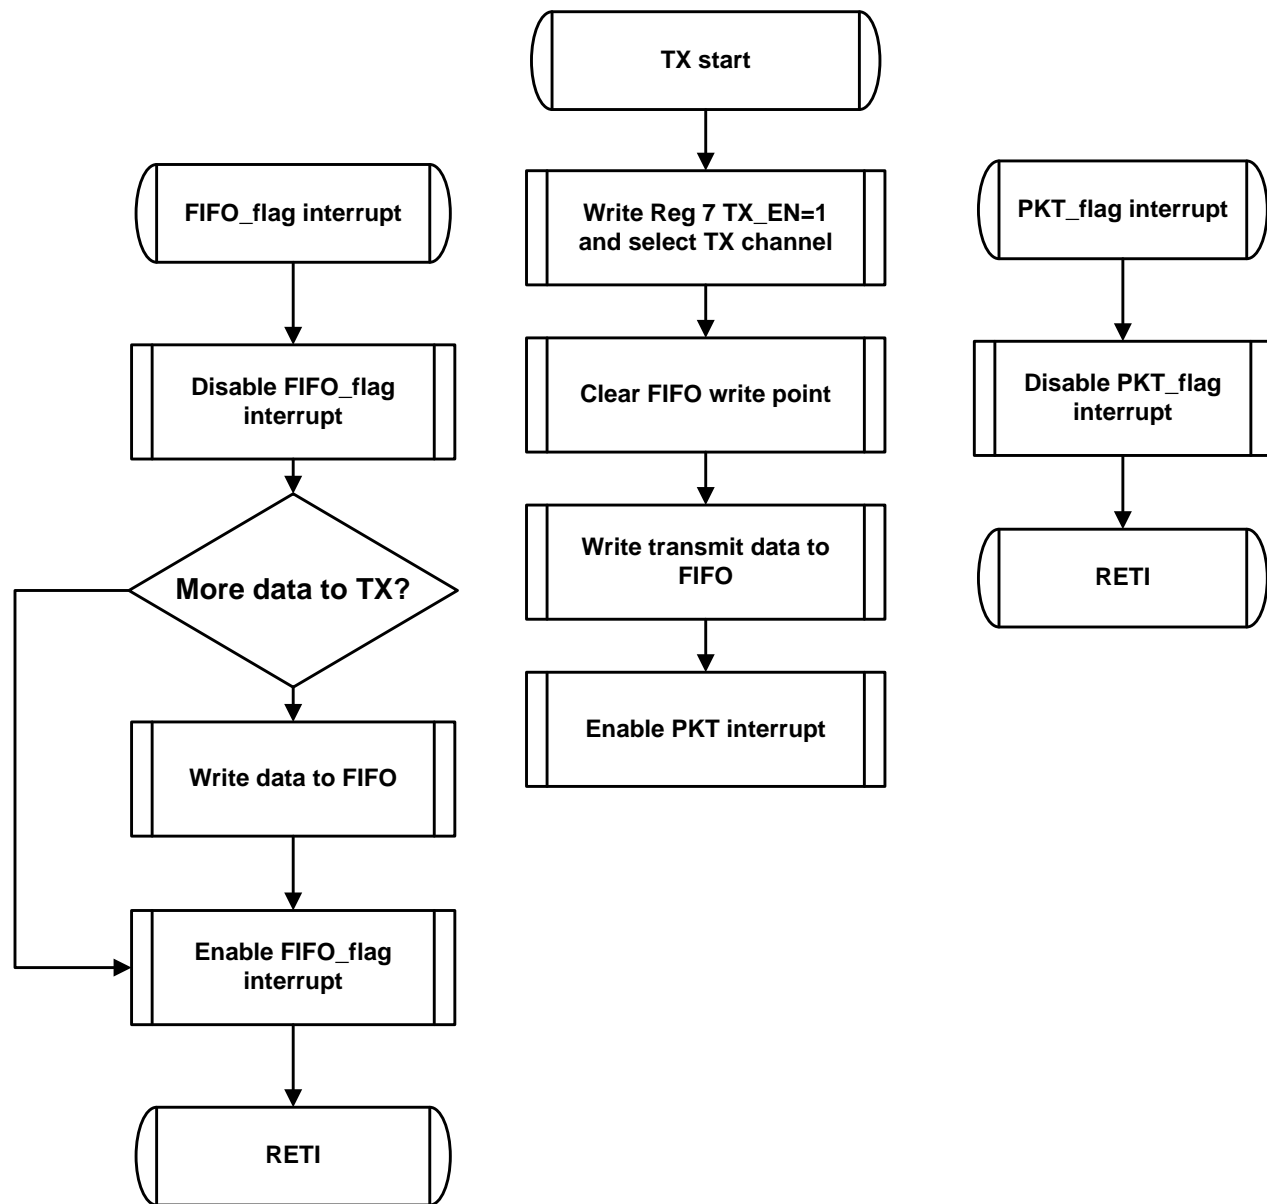 TX start
FIFO_flag interrupt
Write Reg 7 TX_EN=1
and select TX channel
PKT_flag interrupt
Disable FIFO_flag
interrupt
Clear FIFO write point
Disable PKT_flag
interrupt
More data to TX?
Write transmit data to
FIFO
RETI
Write data to FIFO
Enable PKT interrupt
Enable FIFO_flag
interrupt
RETI